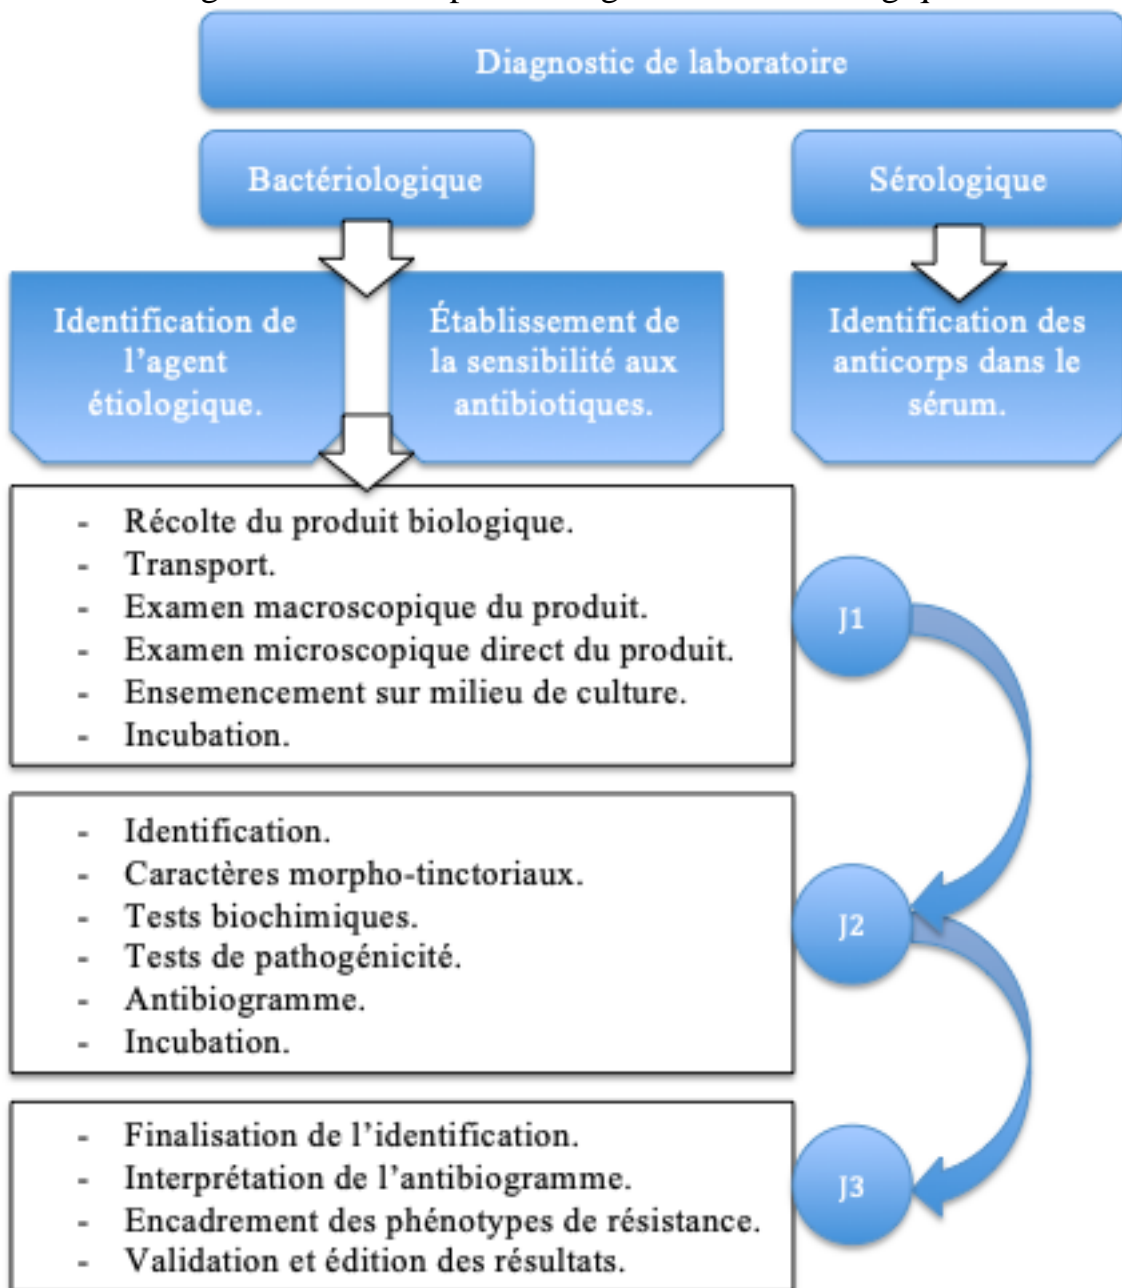 Diagnostic de laboratoire
Bactériologique
Sérologique
Identification de
l'agent
étiologique.
Établissement de
la sensibilité aux
antibiotiques.
Identification des
anticorps dans le
sérum.
- Récolte du produit biologique.
- Transport.
- Examen macroscopique du produit.
- Examen microscopique direct du produit.
- Ensemencement sur milieu de culture.
- Incubation.
J1
- Identification.
- Caractères morpho-tinctoriaux.
- Tests biochimiques.
- Tests de pathogénicité.
- Antibiogramme.
- Incubation.
J2
- Finalisation de l'identification.
- Interprétation de l'antibiogramme.
- Encadrement des phénotypes de résistance.
- Validation et édition des résultats.
J3